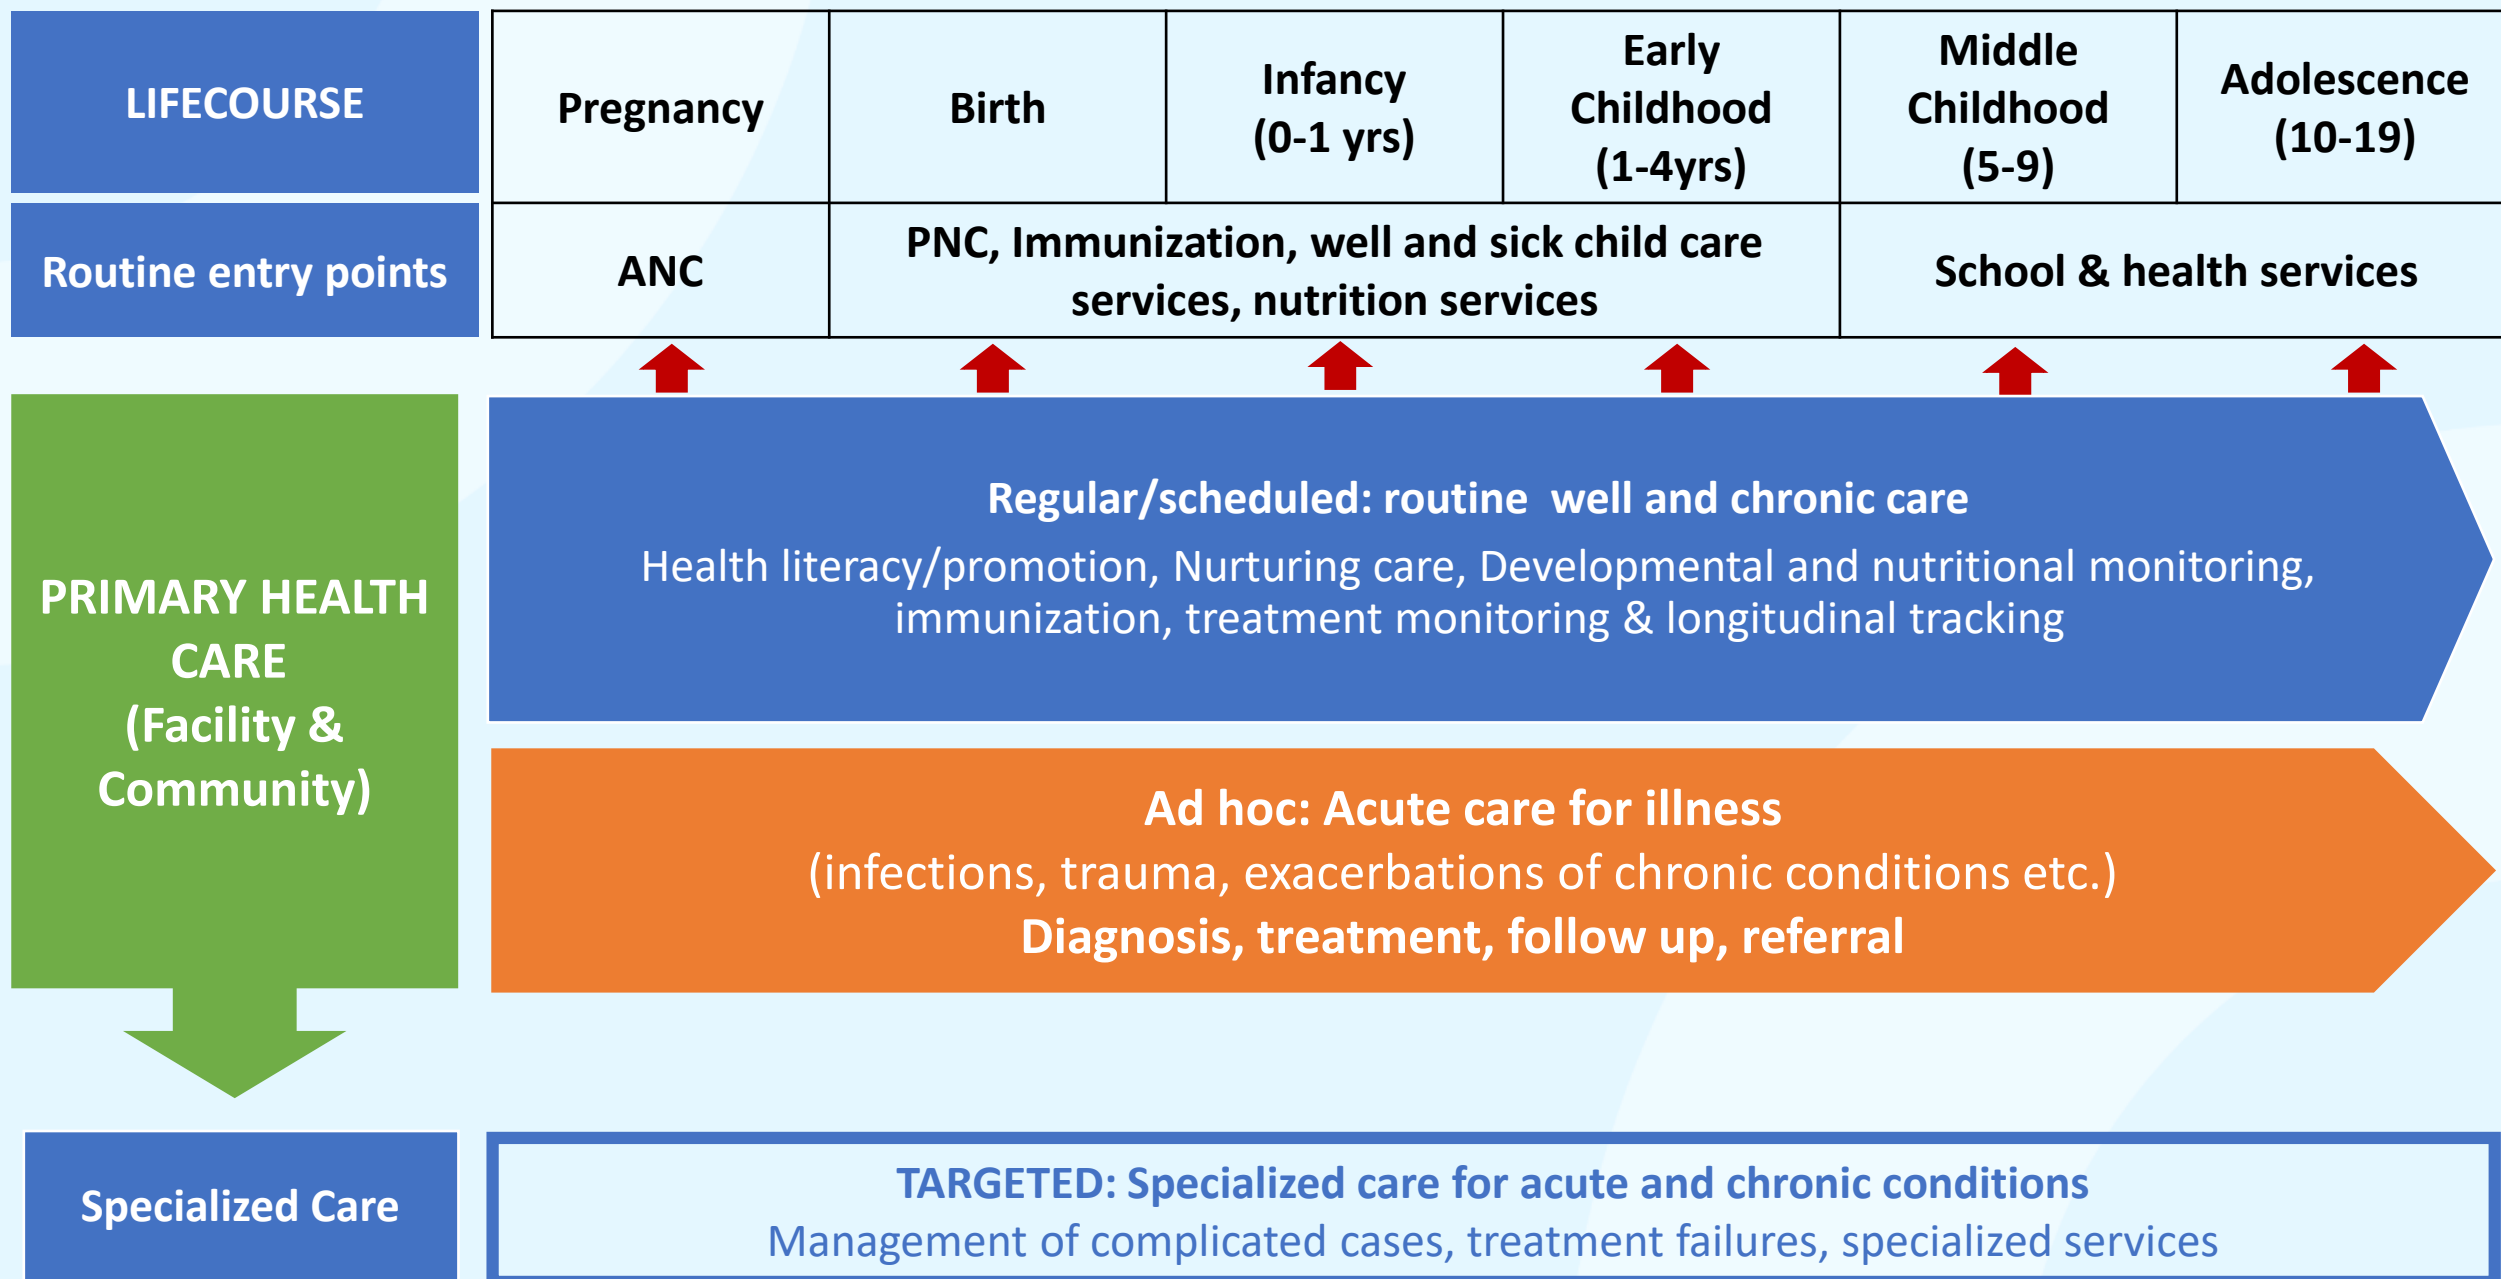 LIFECOURSE
Pregnancy
Birth
Infancy
(0-1 yrs)
Early
Childhood
(1-4yrs)
Middle
Childhood
(5-9)
Adolescence
(10-19)
Routine entry points
ANC
PNC, Immunization, well and sick child care
services, nutrition services
School & health services
PRIMARY HEALTH
CARE
(Facility &
Community)
Regular/scheduled: routine  well and chronic care
Health literacy/promotion, Nurturing care, Developmental and nutritional monitoring,
immunization, treatment monitoring & longitudinal tracking
Ad hoc: Acute care for illness
(infections, trauma, exacerbations of chronic conditions etc.)
Diagnosis, treatment, follow up, referral
Specialized Care
TARGETED: Specialized care for acute and chronic conditions
Management of complicated cases, treatment failures, specialized services